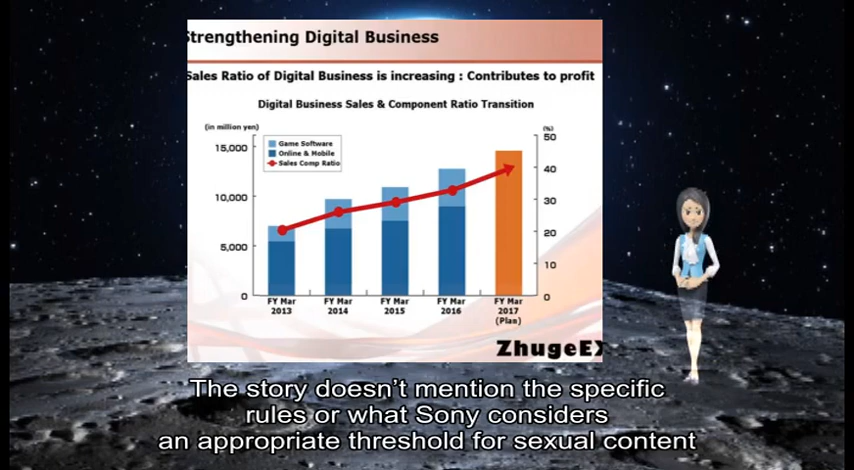 Strengthening Digital Business
Sales Ratio of Digital Business is increasing : Contributes to profit
Digital Business Sales & Component Ratio Transition
(in million yen)
(%)
15,000
10,000
5,000
0
Game Software
Online & Mobile
Sales Comp Ratio
50
40
30
20
10
0
FY Mar 2013
FY Mar 2014
FY Mar 2015
FY Mar 2016
FY Mar 2017 (Plan)
ZhugeEX
The story doesn't mention the specific
rules or what Sony considers
an appropriate threshold for sexual content